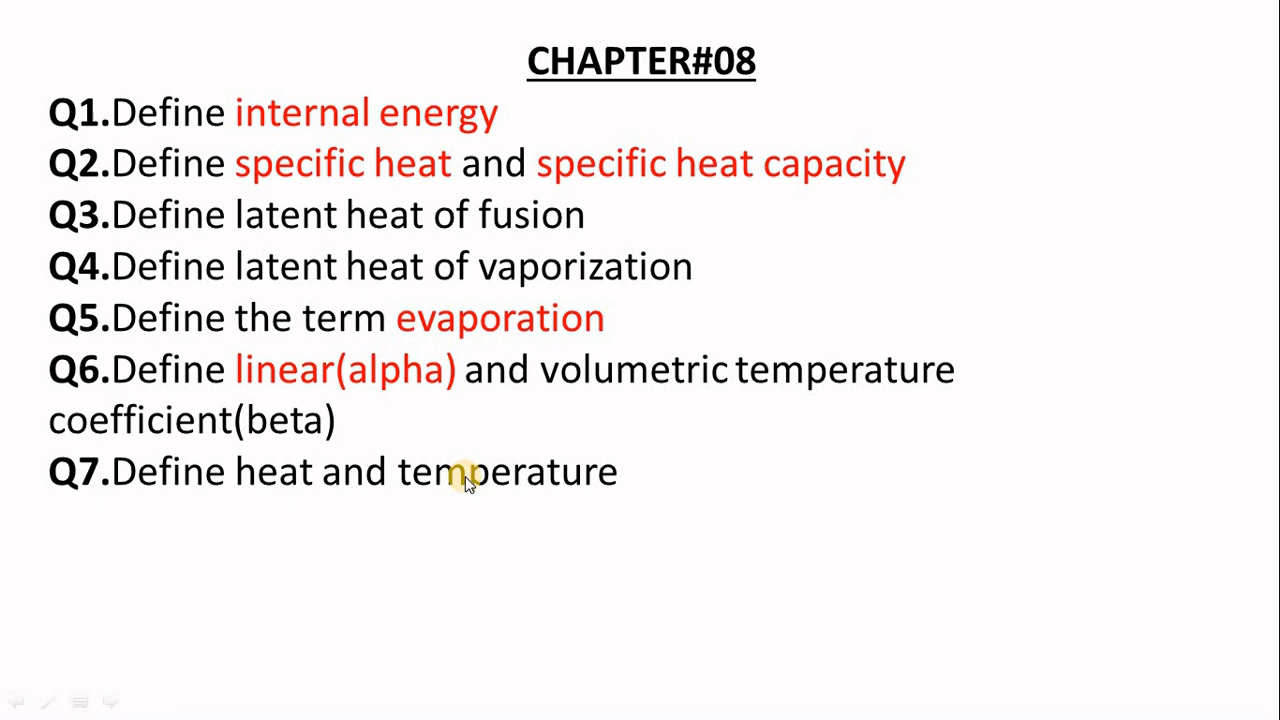 CHAPTER#08
Q1.Define internal energy
Q2.Define specific heat and specific heat capacity
Q3.Define latent heat of fusion
Q4.Define latent heat of vaporization
Q5.Define the term evaporation
Q6.Define linear(alpha) and volumetric temperature
coefficient(beta)
Q7.Define heat and temperature